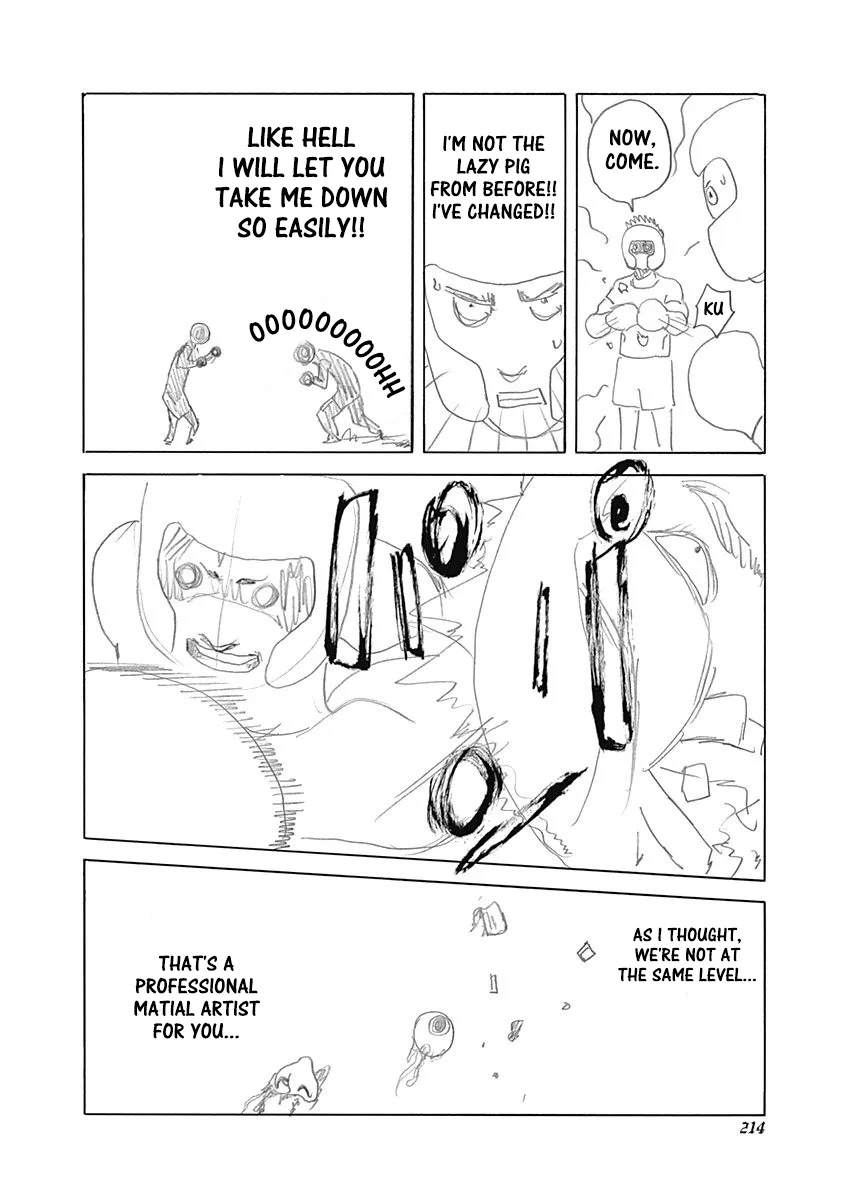 NOW,
COME.
KU
I'M NOT THE
LAZY PIG
FROM BEFORE!!
I'VE CHANGED!!
LIKE HELL
I WILL LET YOU
TAKE ME DOWN
SO EASILY!!
OOOOOOOOOHH
AS I THOUGHT,
WE'RE NOT AT
THE SAME LEVEL...
THAT'S A
PROFESSIONAL
MATIAL ARTIST
FOR YOU...
214